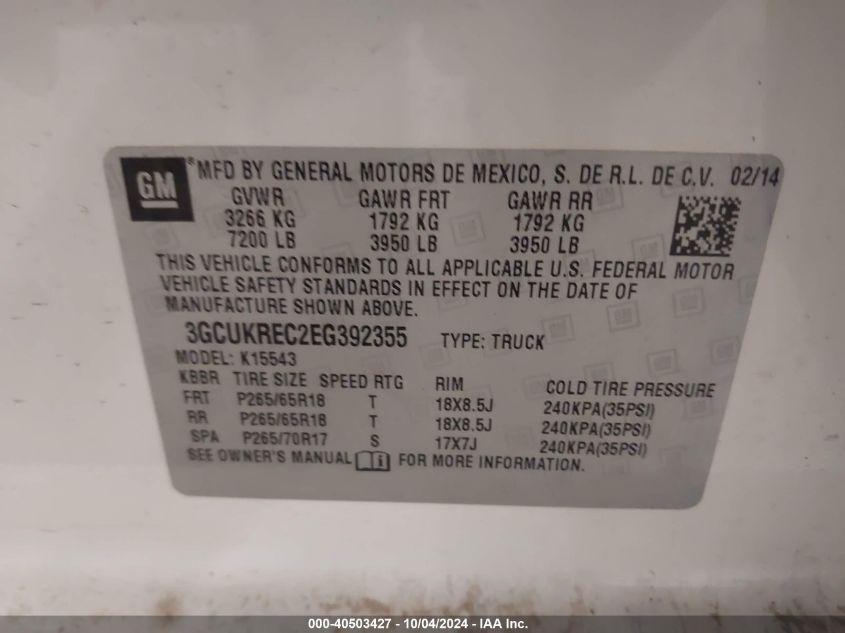 GM
® MFD BY GENERAL MOTORS DE MEXICO, S. DE R.L. DE C.V. 02/14
GVWR GAWR FRT GAWR RR
3266 KG 1792 KG 1792 KG
7200 LB 3950 LB 3950 LB
THIS VEHICLE CONFORMS TO ALL APPLICABLE U.S. FEDERAL MOTOR
VEHICLE SAFETY STANDARDS IN EFFECT ON THE DATE OF
MANUFACTURE SHOWN ABOVE.
3GCUKREC2EG392355 TYPE: TRUCK
MODEL: K15543
KBBR TIRE SIZE SPEED RTG RIM COLD TIRE PRESSURE
FRT P265/65R18 T 18X8.5J 240KPA(35PSI)
RR P265/65R18 T 18X8.5J 240KPA(35PSI)
SPA P265/70R17 S 17X7J 240KPA(35PSI)
SEE OWNER'S MANUAL FOR MORE INFORMATION.
000-40503427 - 10/04/2024 - IAA Inc.